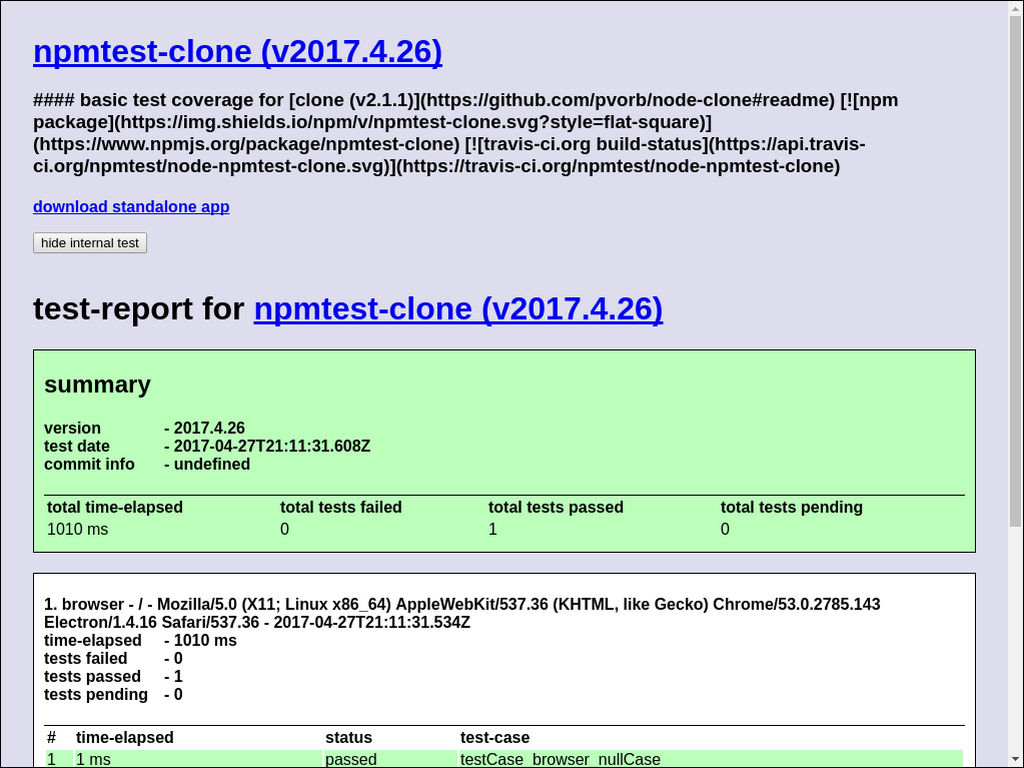 npmtest-clone (v2017.4.26)
#### basic test coverage for [clone (v2.1.1)](https://github.com/pvorb/node-clone#readme) [![npm
package](https://img.shields.io/npm/v/npmtest-clone.svg?style=flat-square)]
(https://www.npmjs.org/package/npmtest-clone) [![travis-ci.org build-status](https://api.travis-
ci.org/npmtest/node-npmtest-clone.svg)](https://travis-ci.org/npmtest/node-npmtest-clone)
download standalone app
hide internal test
test-report for npmtest-clone (v2017.4.26)
summary
version - 2017.4.26
test date - 2017-04-27T21:11:31.608Z
commit info - undefined
total time-elapsed total tests failed total tests passed total tests pending
1010 ms 0 1 0
1. browser - / - Mozilla/5.0 (X11; Linux x86_64) AppleWebKit/537.36 (KHTML, like Gecko) Chrome/53.0.2785.143
Electron/1.4.16 Safari/537.36 - 2017-04-27T21:11:31.534Z
time-elapsed - 1010 ms
tests failed - 0
tests passed - 1
tests pending - 0
# time-elapsed status test-case
1 1 ms passed testCase_browser_nullCase